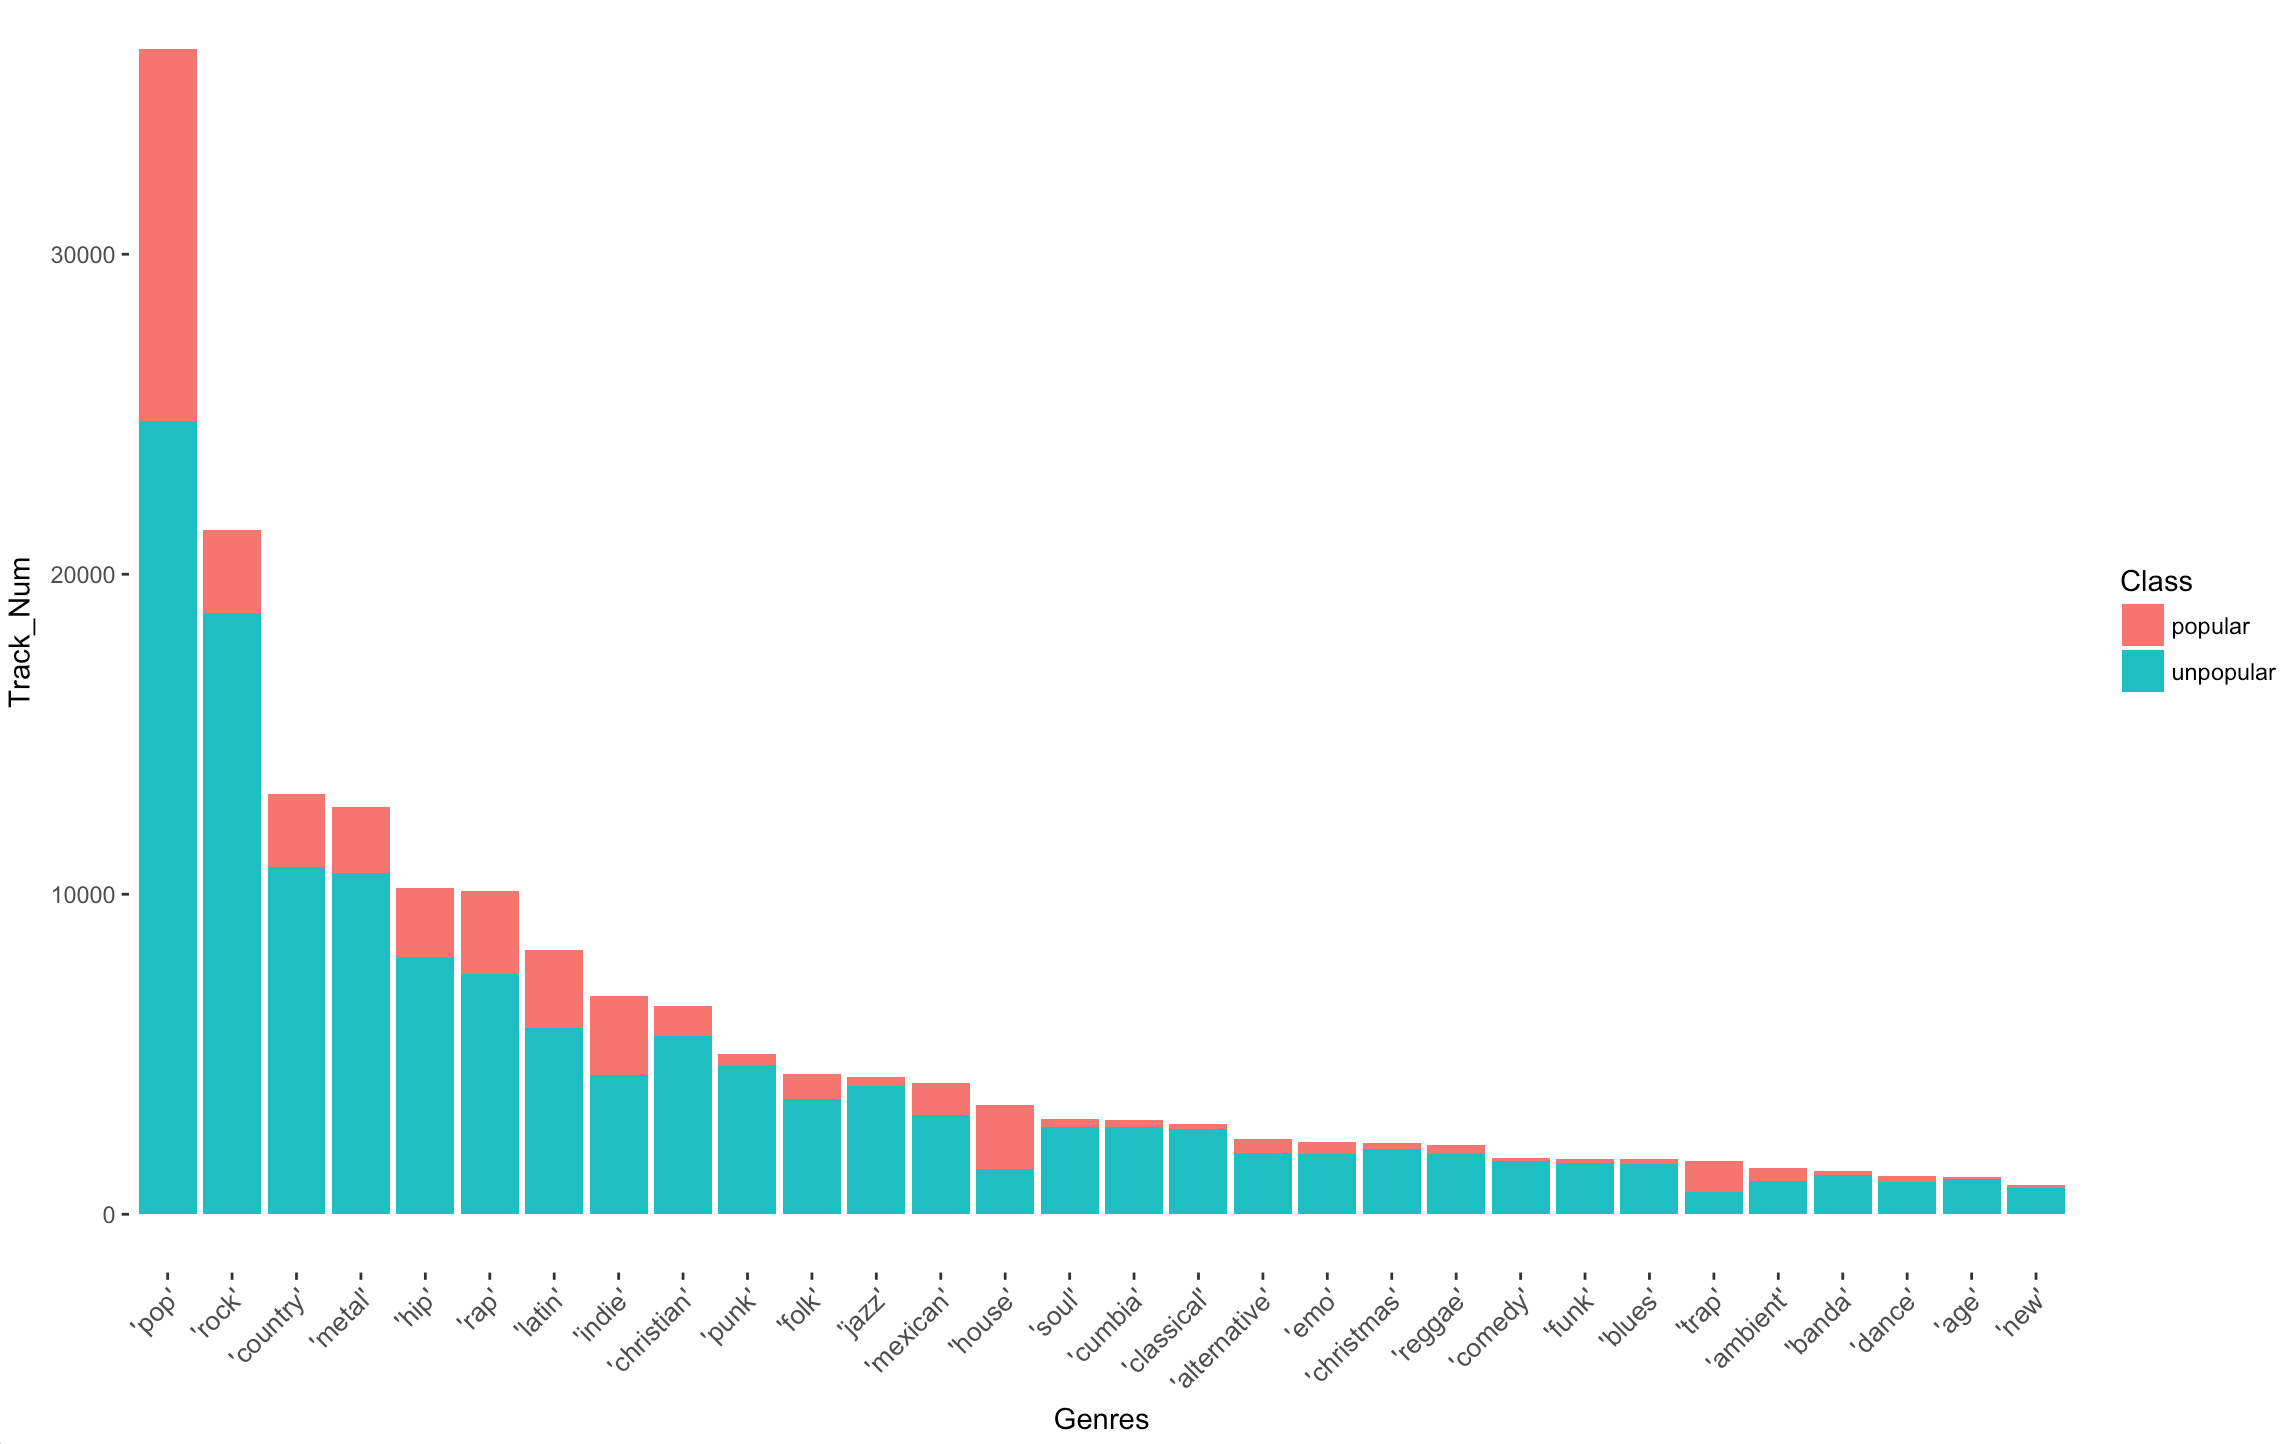 Track_Num
30000
20000
10000
0
'pop'
'rock'
'country'
'metal'
'hip'
'rap'
'latin'
'indie'
'christian'
'punk'
'folk'
'jazz'
'mexican'
'house'
'soul'
'cumbia'
'classical'
'alternative'
'emo'
'christmas'
'reggae'
'comedy'
'funk'
'blues'
'trap'
'ambient'
'banda'
'dance'
'age'
'new'
Genres
Class
popular
unpopular